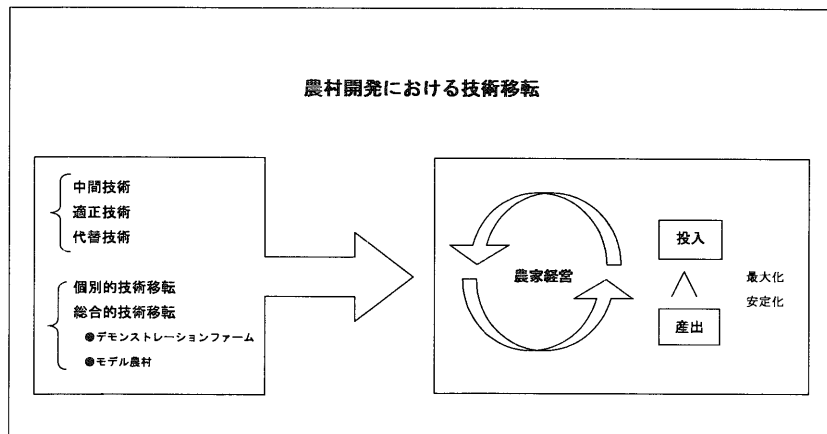 農村開発における技術移転
中間技術
適正技術
代替技術
個別的技術移転
総合的技術移転
●デモンストレーションファーム
●モデル農村
農家経営
投入
産出
最大化
安定化